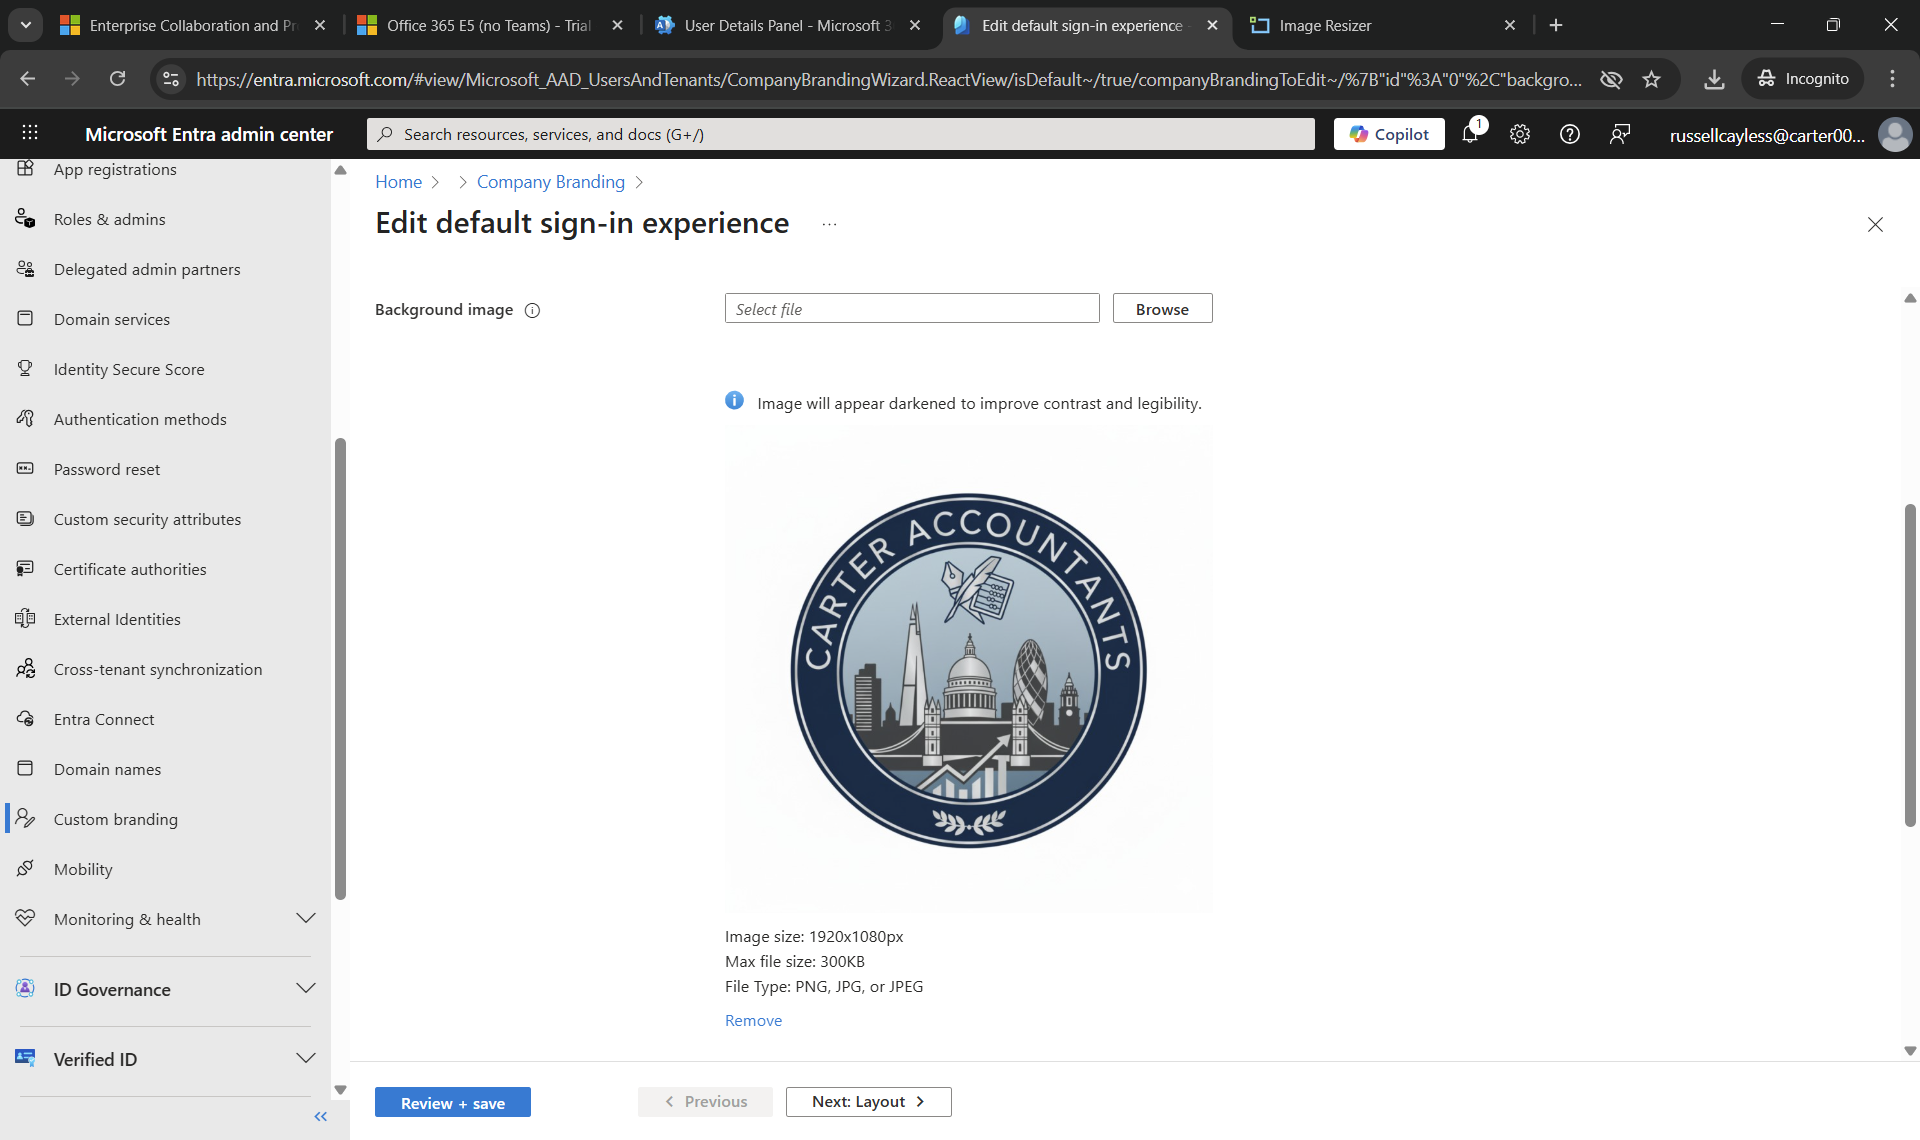 Enterprise Collaboration and Pr
Office 365 E5 (no Teams) - Trial
User Details Panel - Microsoft 3
Edit default sign-in experience -
Image Resizer
https://entra.microsoft.com/#view/Microsoft_AAD_UsersAndTenants/CompanyBrandingWizard.ReactView/isDefault~/true/companyBrandingToEdit~/%7B"id"%3A"0"%2C"backgro...
Incognito
Microsoft Entra admin center
Search resources, services, and docs (G+/)
Copilot
1
russellcayless@carter00...
App registrations
Roles & admins
Delegated admin partners
Domain services
Identity Secure Score
Authentication methods
Password reset
Custom security attributes
Certificate authorities
External Identities
Cross-tenant synchronization
Entra Connect
Domain names
Custom branding
Mobility
Monitoring & health
ID Governance
Verified ID
Home > > Company Branding >
Edit default sign-in experience ...
Background image
Select file
Browse
Image will appear darkened to improve contrast and legibility.
CARTER ACCOUNTANTS
Image size: 1920x1080px
Max file size: 300KB
File Type: PNG, JPG, or JPEG
Remove
Review + save
< Previous
Next: Layout >